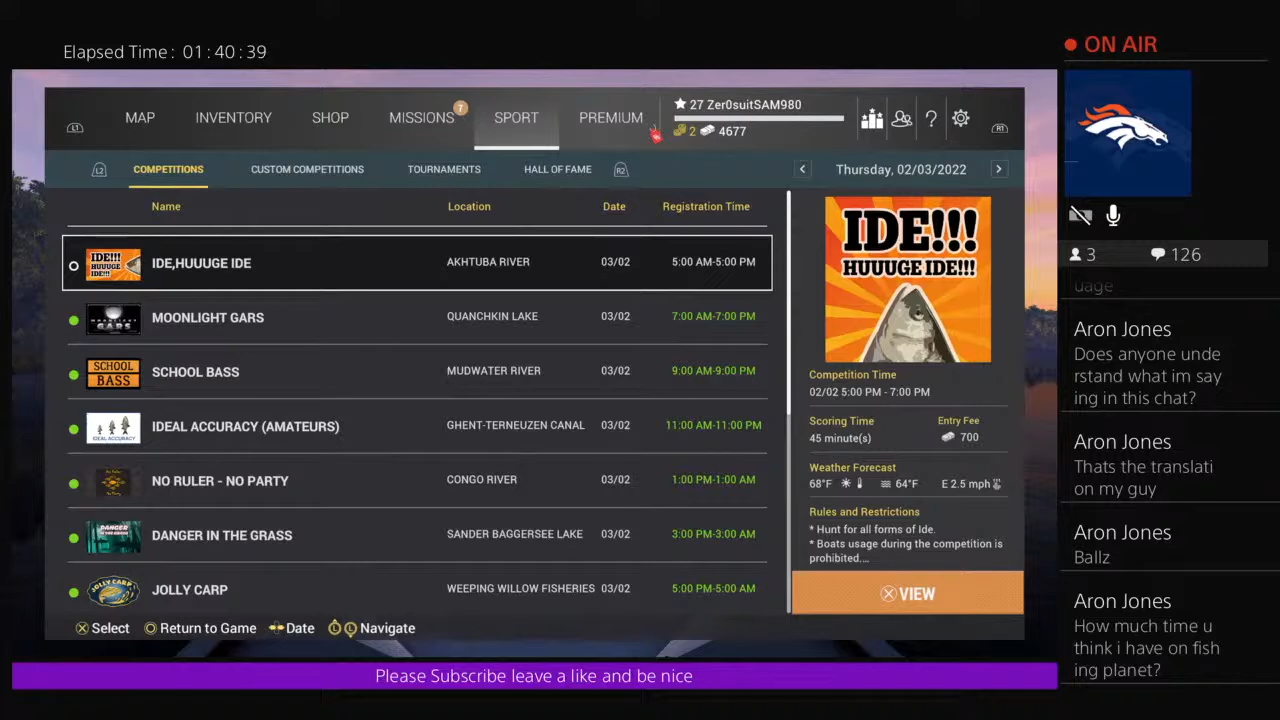 Elapsed Time: 01:40:39
ON AIR
L1
MAP
INVENTORY
SHOP
MISSIONS
7
SPORT
PREMIUM
27 Zer0suitSAM980
2 4677
?
R1
L2
COMPETITIONS
CUSTOM COMPETITIONS
TOURNAMENTS
HALL OF FAME
R2
Thursday, 02/03/2022
Name Location Date Registration Time
IDE!!! HUUUGE IDE!!!
IDE,HUUUGE IDE AKHTUBA RIVER 03/02 5:00 AM-5:00 PM
MOONLIGHT GARS QUANCHKIN LAKE 03/02 7:00 AM-7:00 PM
SCHOOL BASS
SCHOOL BASS MUDWATER RIVER 03/02 9:00 AM-9:00 PM
IDEAL ACCURACY
IDEAL ACCURACY (AMATEURS) GHENT-TERNEUZEN CANAL 03/02 11:00 AM-11:00 PM
NO RULER - NO PARTY CONGO RIVER 03/02 1:00 PM-1:00 AM
DANGER IN THE GRASS
DANGER IN THE GRASS SANDER BAGGERSEE LAKE 03/02 3:00 PM-3:00 AM
JOLLY CARP
JOLLY CARP WEEPING WILLOW FISHERIES 03/02 5:00 PM-5:00 AM
IDE!!!
HUUUGE IDE!!!
Competition Time
02/02 5:00 PM - 7:00 PM
Scoring Time Entry Fee
45 minute(s) 700
Weather Forecast
68°F 64°F E 2.5 mph
Rules and Restrictions
* Hunt for all forms of Ide.
* Boats usage during the competition is
prohibited....
VIEW
Select Return to Game Date L Navigate
Please Subscribe leave a like and be nice
3 126
uage
Aron Jones
Does anyone unde
rstand what im say
ing in this chat?
Aron Jones
Thats the translati
on my guy
Aron Jones
Ballz
Aron Jones
How much time u
think i have on fish
ing planet?